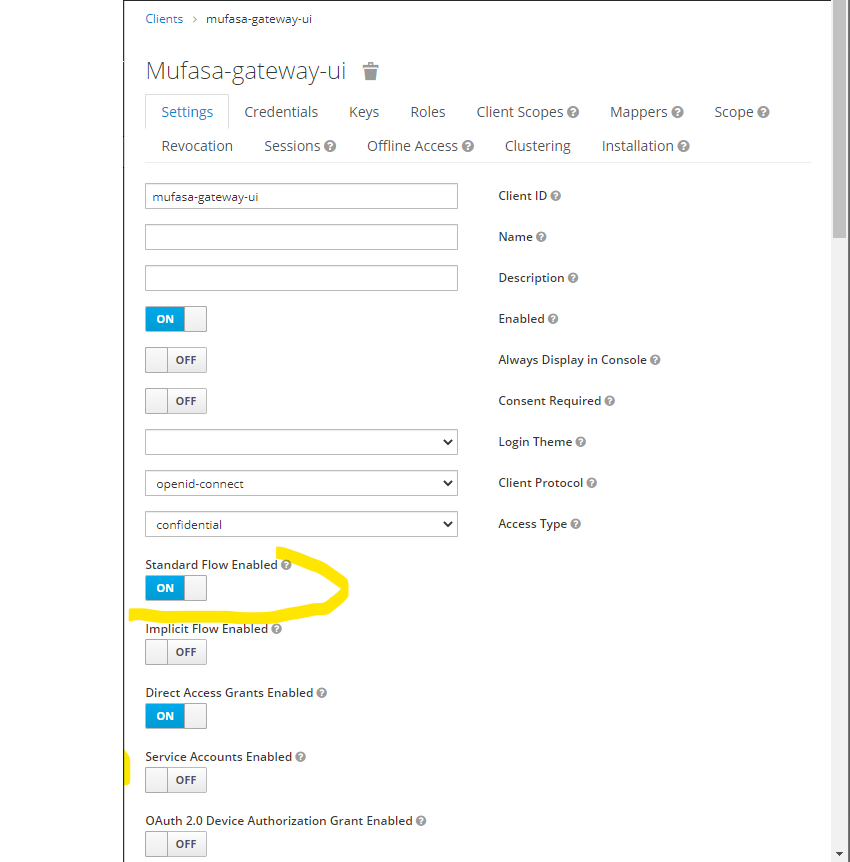 Clients > mufasa-gateway-ui
Mufasa-gateway-ui
Settings Credentials Keys Roles Client Scopes Mappers Scope
Revocation Sessions Offline Access Clustering Installation
mufasa-gateway-ui Client ID
Name
Description
ON Enabled
OFF Always Display in Console
OFF Consent Required
Login Theme
openid-connect Client Protocol
confidential Access Type
Standard Flow Enabled
ON
Implicit Flow Enabled
OFF
Direct Access Grants Enabled
ON
Service Accounts Enabled
OFF
OAuth 2.0 Device Authorization Grant Enabled
OFF